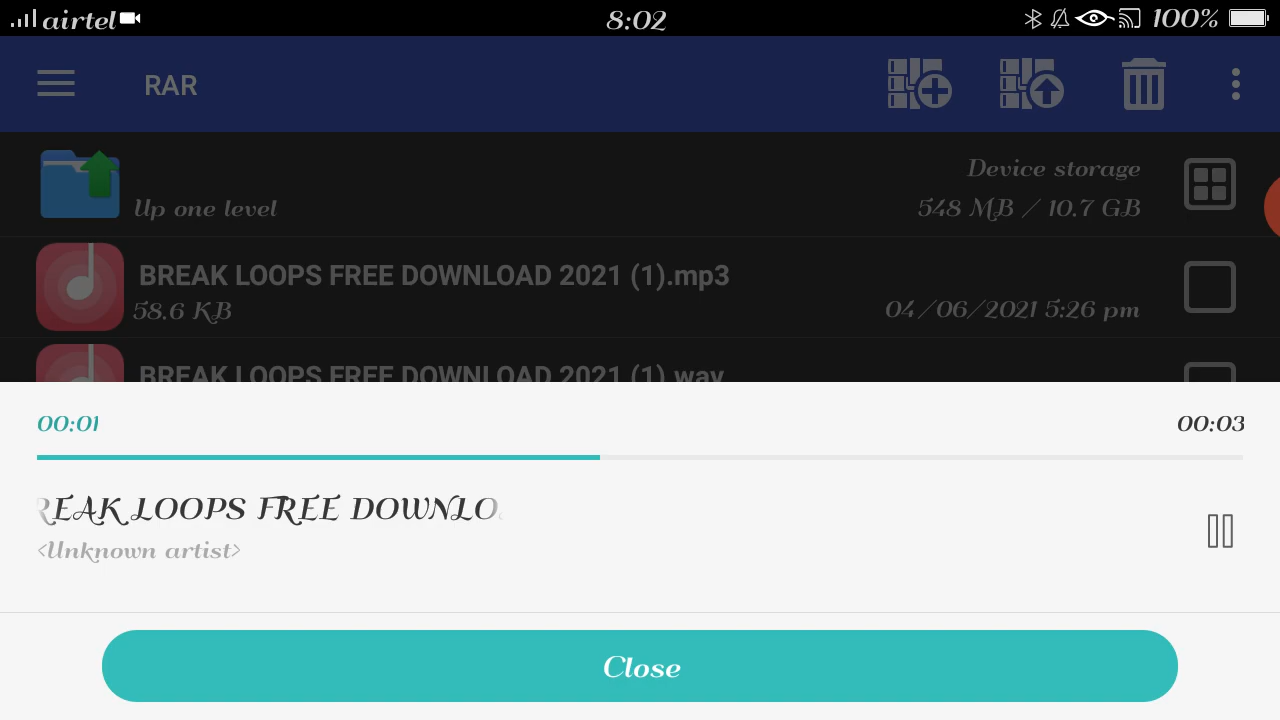 airtel 8:02 100%
RAR
Device storage
Up one level 548 MB / 10.7 GB
BREAK LOOPS FREE DOWNLOAD 2021 (1).mp3
58.6 KB 04/06/2021 5:26 pm
BREAK LOOPS FREE DOWNLOAD 2021 (1).wav
00:01 00:03
REAK LOOPS FREE DOWNLO
<Unknown artist>
Close